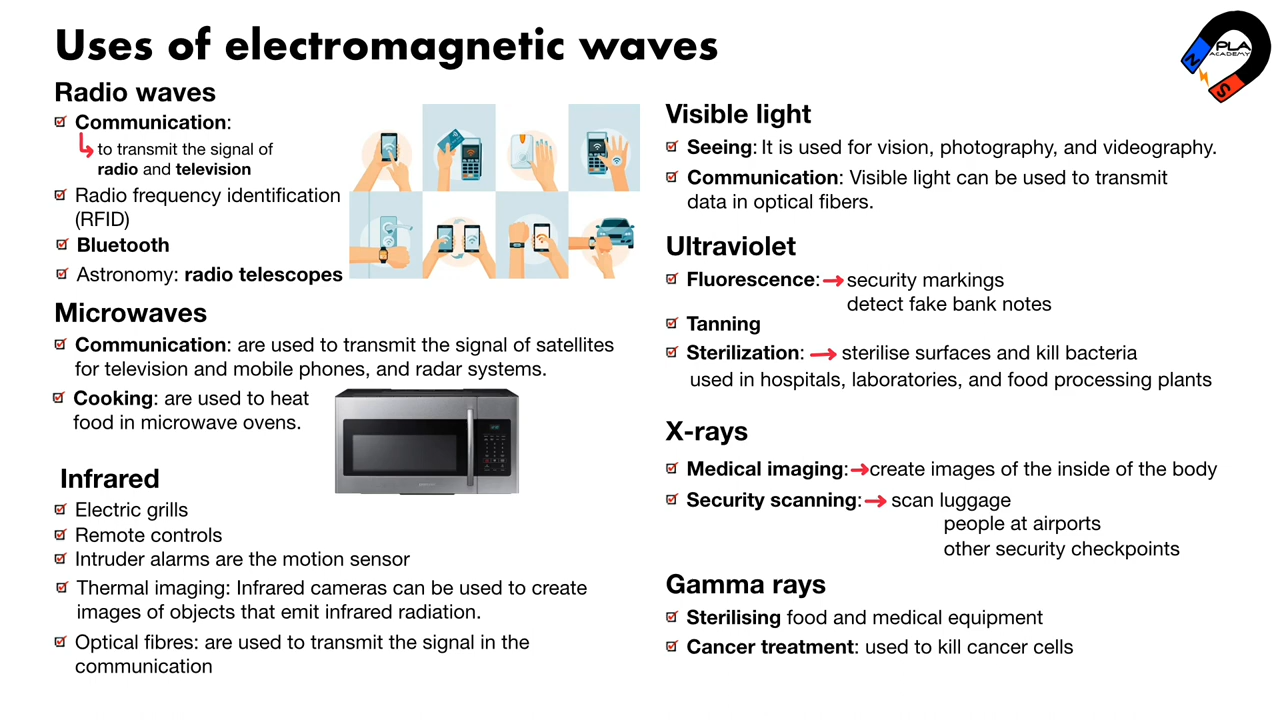 Uses of electromagnetic waves
PLA
ACADEMY
N
S
Radio waves
Communication:
to transmit the signal of
radio and television
Radio frequency identification
(RFID)
Bluetooth
Astronomy: radio telescopes
Microwaves
Communication: are used to transmit the signal of satellites
for television and mobile phones, and radar systems.
Cooking: are used to heat
food in microwave ovens.
Infrared
Electric grills
Remote controls
Intruder alarms are the motion sensor
Thermal imaging: Infrared cameras can be used to create
images of objects that emit infrared radiation.
Optical fibres: are used to transmit the signal in the
communication
Visible light
Seeing: It is used for vision, photography, and videography.
Communication: Visible light can be used to transmit
data in optical fibers.
Ultraviolet
Fluorescence: security markings
detect fake bank notes
Tanning
Sterilization: sterilise surfaces and kill bacteria
used in hospitals, laboratories, and food processing plants
X-rays
Medical imaging: create images of the inside of the body
Security scanning: scan luggage
people at airports
other security checkpoints
Gamma rays
Sterilising food and medical equipment
Cancer treatment: used to kill cancer cells